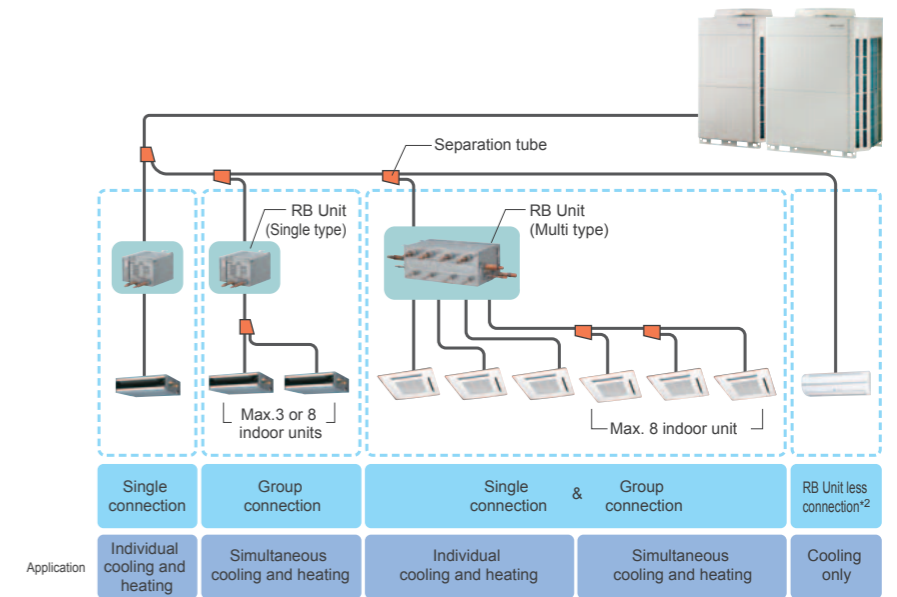 Separation tube
RB Unit
(Single type)
RB Unit
(Multi type)
Max.3 or 8
indoor units
Max. 8 indoor unit
Single
connection
Group
connection
Single
connection
&
Group
connection
RB Unit less
connection*2
Application
Individual
cooling and
heating
Simultaneous
cooling and heating
Individual
cooling and heating
Simultaneous
cooling and heating
Cooling
only